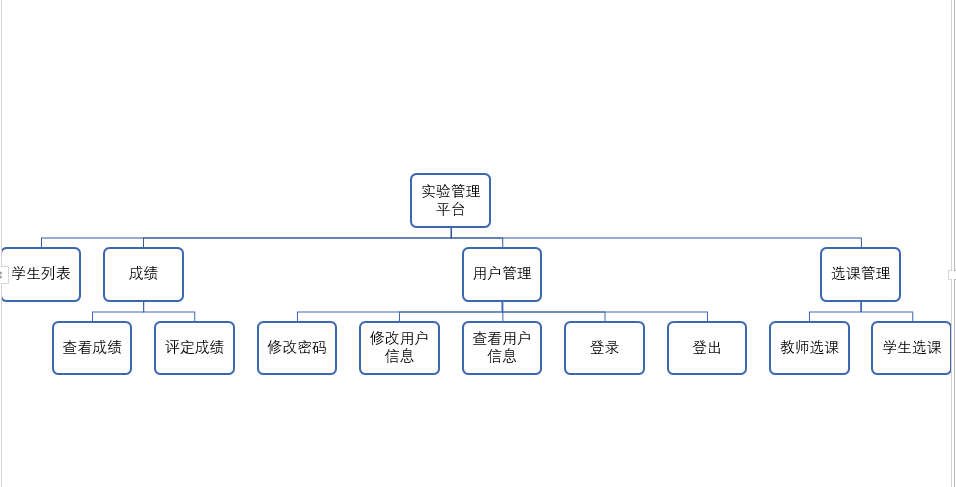 实验管理
平台
学生列表
成绩
用户管理
选课管理
查看成绩
评定成绩
修改密码
修改用户
信息
查看用户
信息
登录
登出
教师选课
学生选课